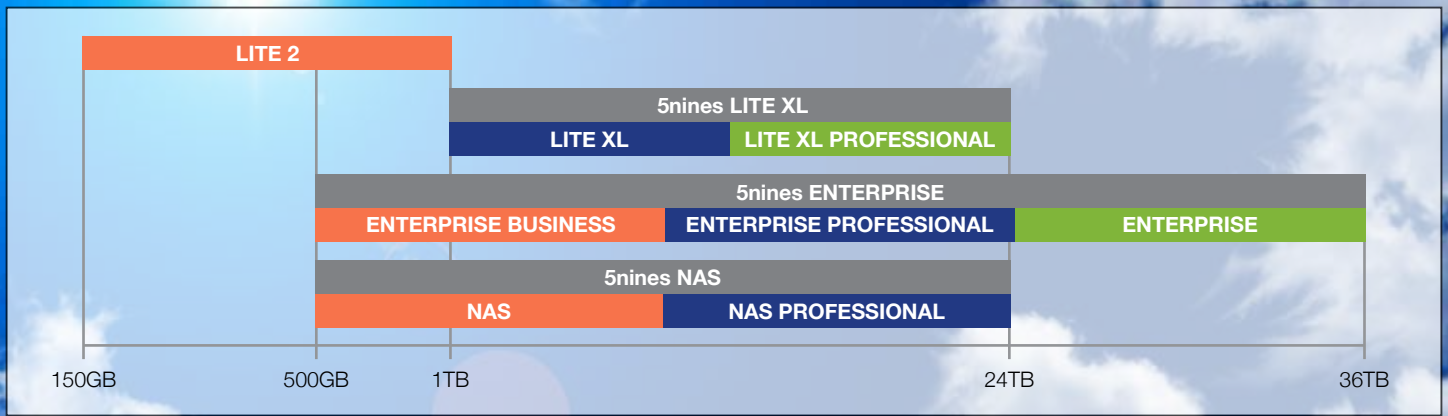 LITE 2
5nines LITE XL
LITE XL LITE XL PROFESSIONAL
5nines ENTERPRISE
ENTERPRISE BUSINESS ENTERPRISE PROFESSIONAL ENTERPRISE
5nines NAS
NAS NAS PROFESSIONAL
150GB 500GB 1TB 24TB 36TB